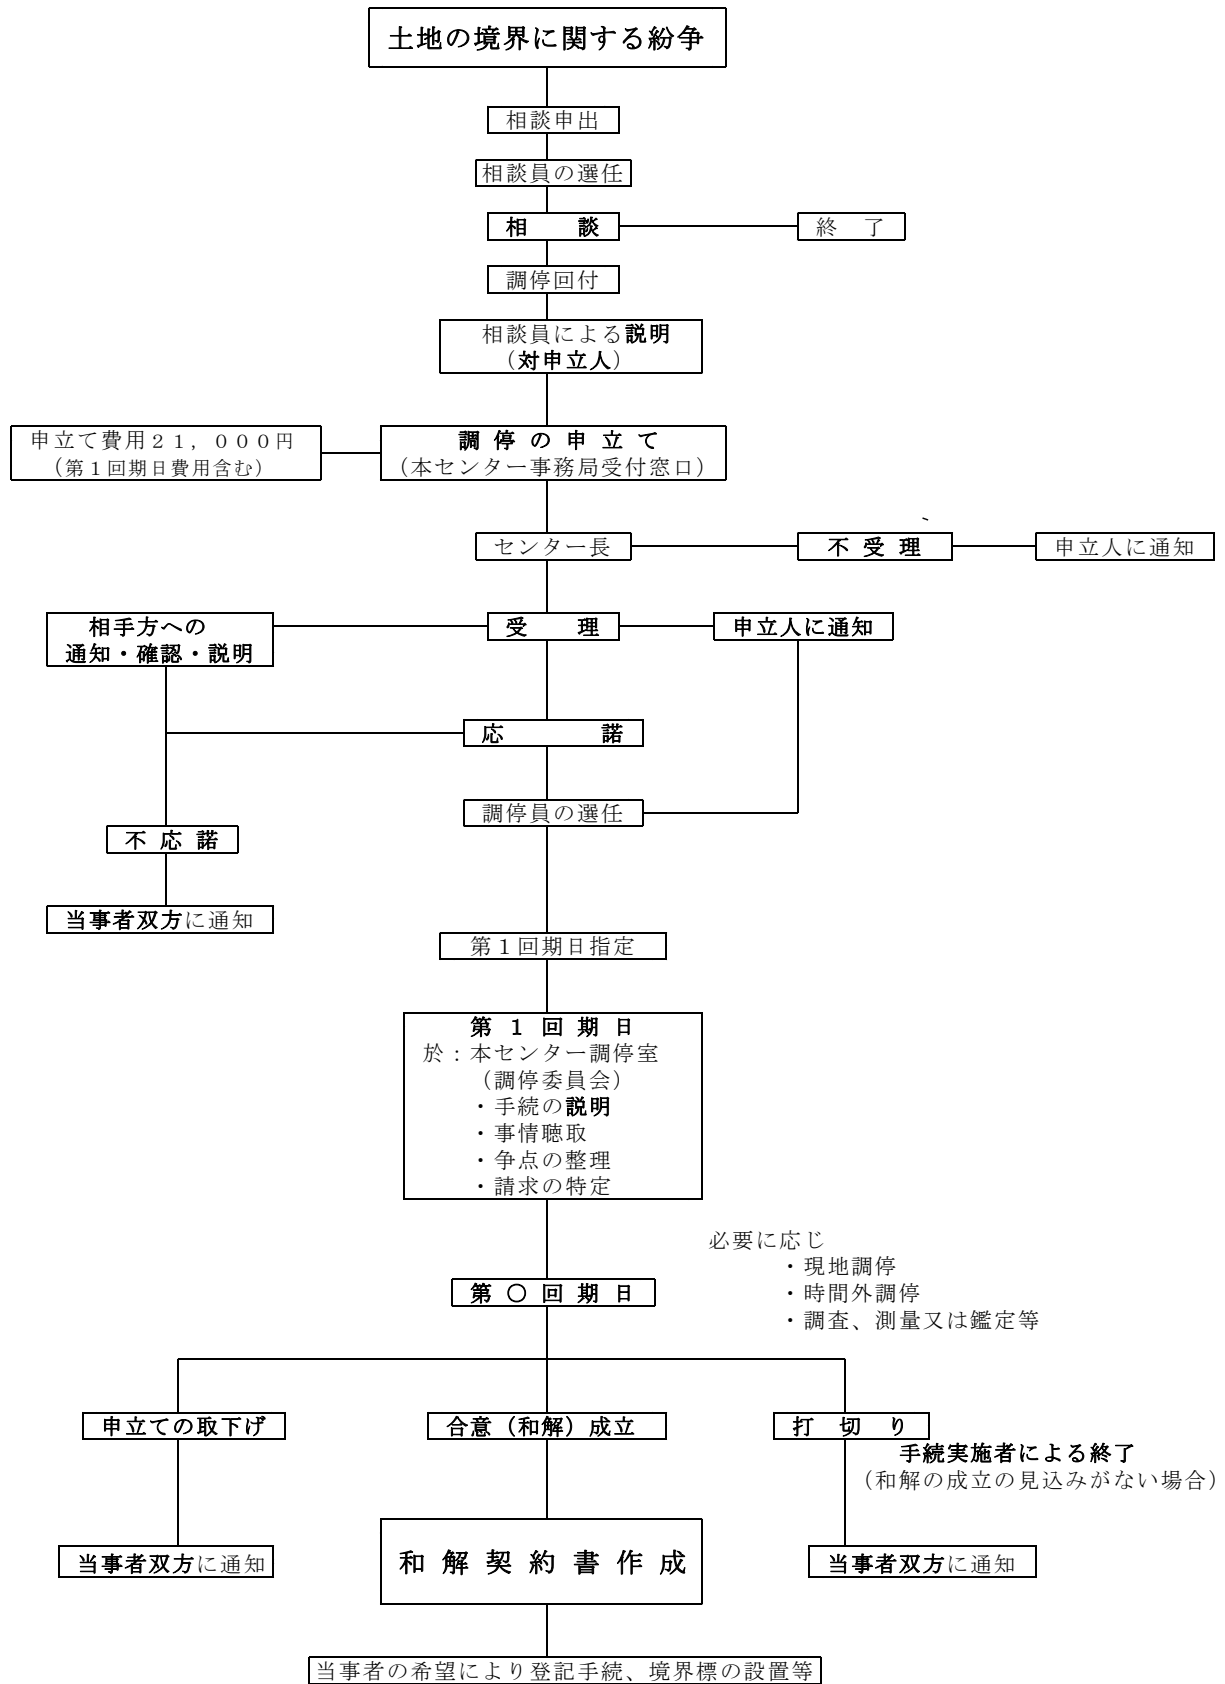 土地の境界に関する紛争
相談申出
相談員の選任
相　　談
終　了
調停回付
相談員による説明
（対申立人）
申立て費用２１，０００円
（第１回期日費用含む）
調 停 の 申 立 て
（本センター事務局受付窓口）
センター長
不 受 理
申立人に通知
相手方への
通知・確認・説明
受　　理
申立人に通知
応　　　諾
調停員の選任
不 応 諾
当事者双方に通知
第１回期日指定
第 １ 回 期 日
於：本センター調停室
（調停委員会）
・手続の説明
・事情聴取
・争点の整理
・請求の特定
必要に応じ
・現地調停
・時間外調停
・調査、測量又は鑑定等
第 〇 回 期 日
申立ての取下げ
合意（和解）成立
打　切　り
手続実施者による終了
（和解の成立の見込みがない場合）
当事者双方に通知
和 解 契 約 書 作 成
当事者双方に通知
当事者の希望により登記手続、境界標の設置等